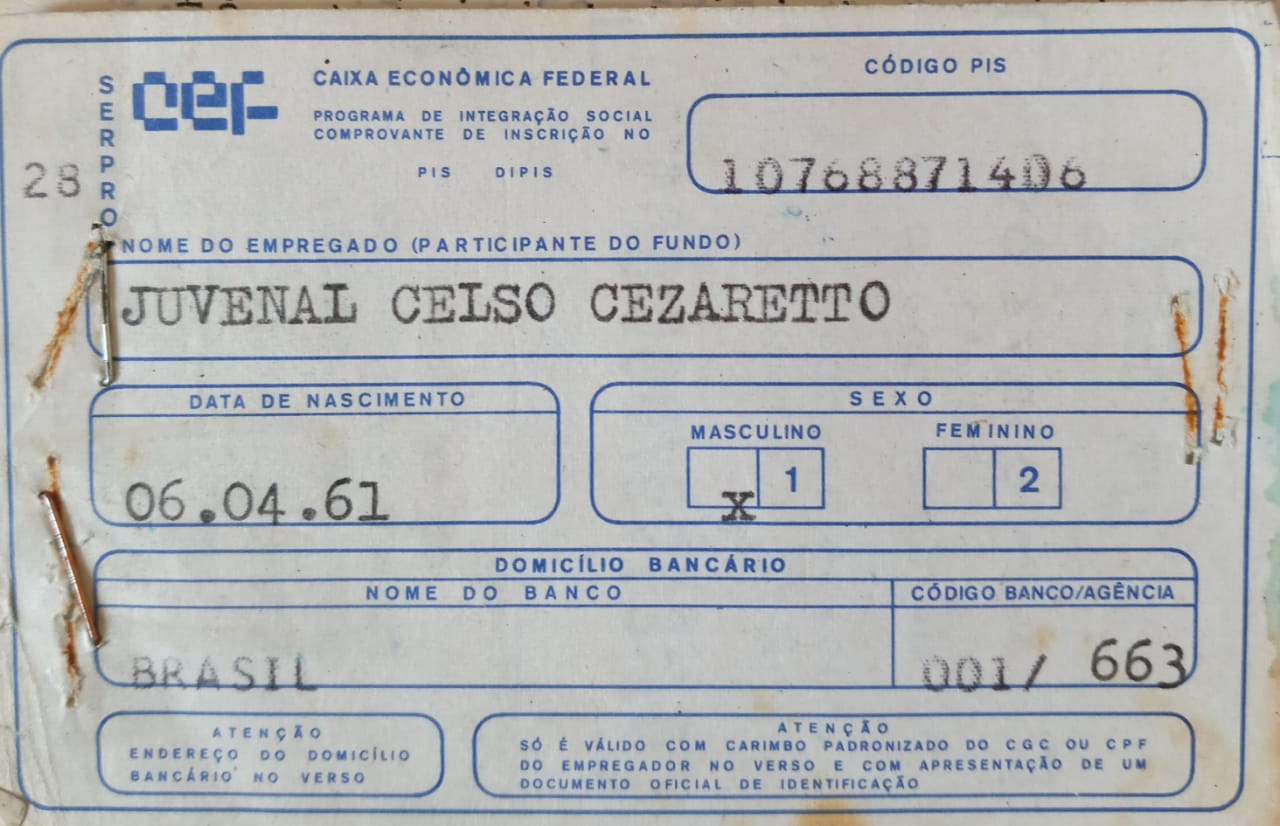 SERPRO
cef
CAIXA ECONÔMICA FEDERAL
PROGRAMA DE INTEGRAÇÃO SOCIAL
COMPROVANTE DE INSCRIÇÃO NO
PIS DIPIS
CÓDIGO PIS
10768871406
28
NOME DO EMPREGADO (PARTICIPANTE DO FUNDO)
JUVENAL CELSO CEZARETTO
DATA DE NASCIMENTO
06.04.61
SEXO
MASCULINO FEMININO
X 1 2
DOMICÍLIO BANCÁRIO
NOME DO BANCO CÓDIGO BANCO/AGÊNCIA
BRASIL 001/ 663
ATENÇÃO
ENDEREÇO DO DOMICÍLIO
BANCÁRIO NO VERSO
ATENÇÃO
SÓ É VÁLIDO COM CARIMBO PADRONIZADO DO CGC OU CPF
DO EMPREGADOR NO VERSO E COM APRESENTAÇÃO DE UM
DOCUMENTO OFICIAL DE IDENTIFICAÇÃO